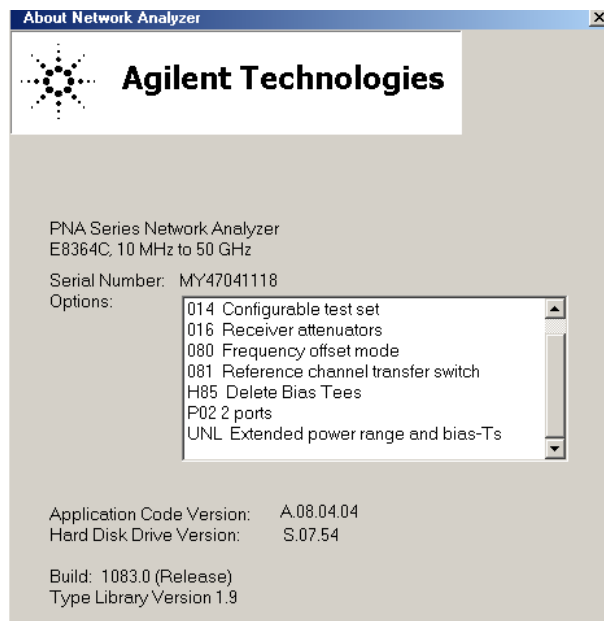 About Network Analyzer
Agilent Technologies
PNA Series Network Analyzer
E8364C, 10 MHz to 50 GHz
Serial Number: MY47041118
Options:
014 Configurable test set
016 Receiver attenuators
080 Frequency offset mode
081 Reference channel transfer switch
H85 Delete Bias Tees
P02 2 ports
UNL Extended power range and bias-Ts
Application Code Version: A.08.04.04
Hard Disk Drive Version: S.07.54
Build: 1083.0 (Release)
Type Library Version 1.9